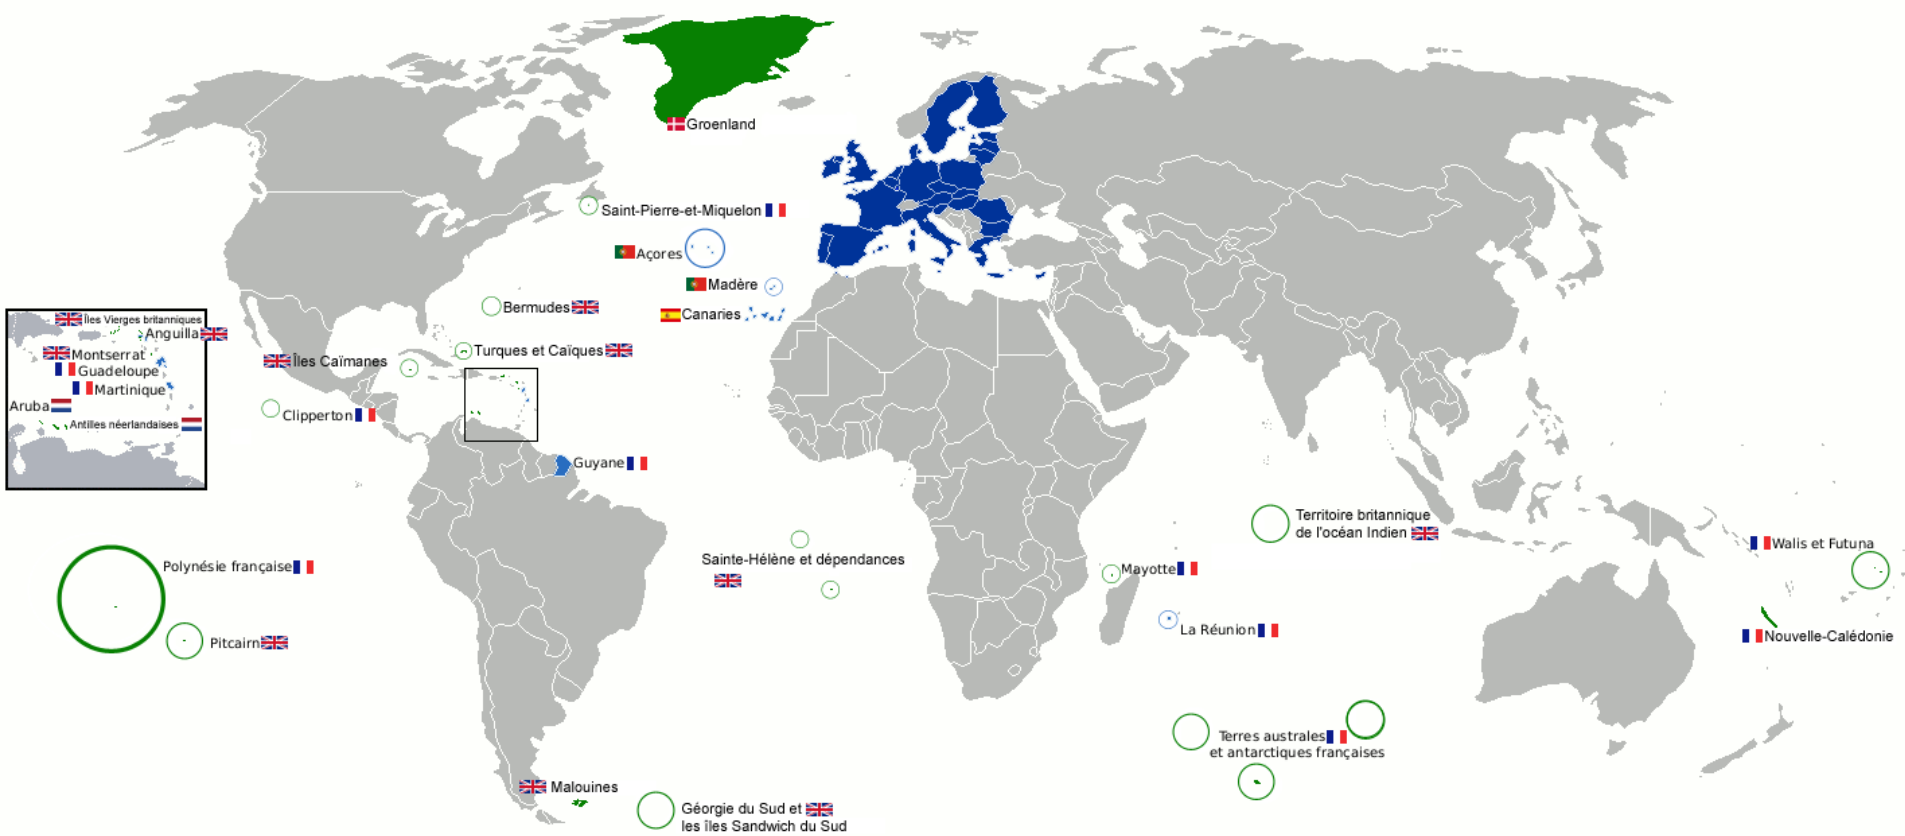 Groenland
Saint-Pierre-et-Miquelon
Açores
Madère
Canaries
Bermudes
Turques et Caïques
Îles Caïmanes
Clipperton
Îles Vierges britanniques
Anguilla
Montserrat
Guadeloupe
Martinique
Aruba
Antilles néerlandaises
Guyane
Polynésie française
Pitcairn
Sainte-Hélène et dépendances
Territoire britannique
de l'océan Indien
Mayotte
La Réunion
Walis et Futuna
Nouvelle-Calédonie
Terres australes
et antarctiques françaises
Malouines
Géorgie du Sud et
les îles Sandwich du Sud